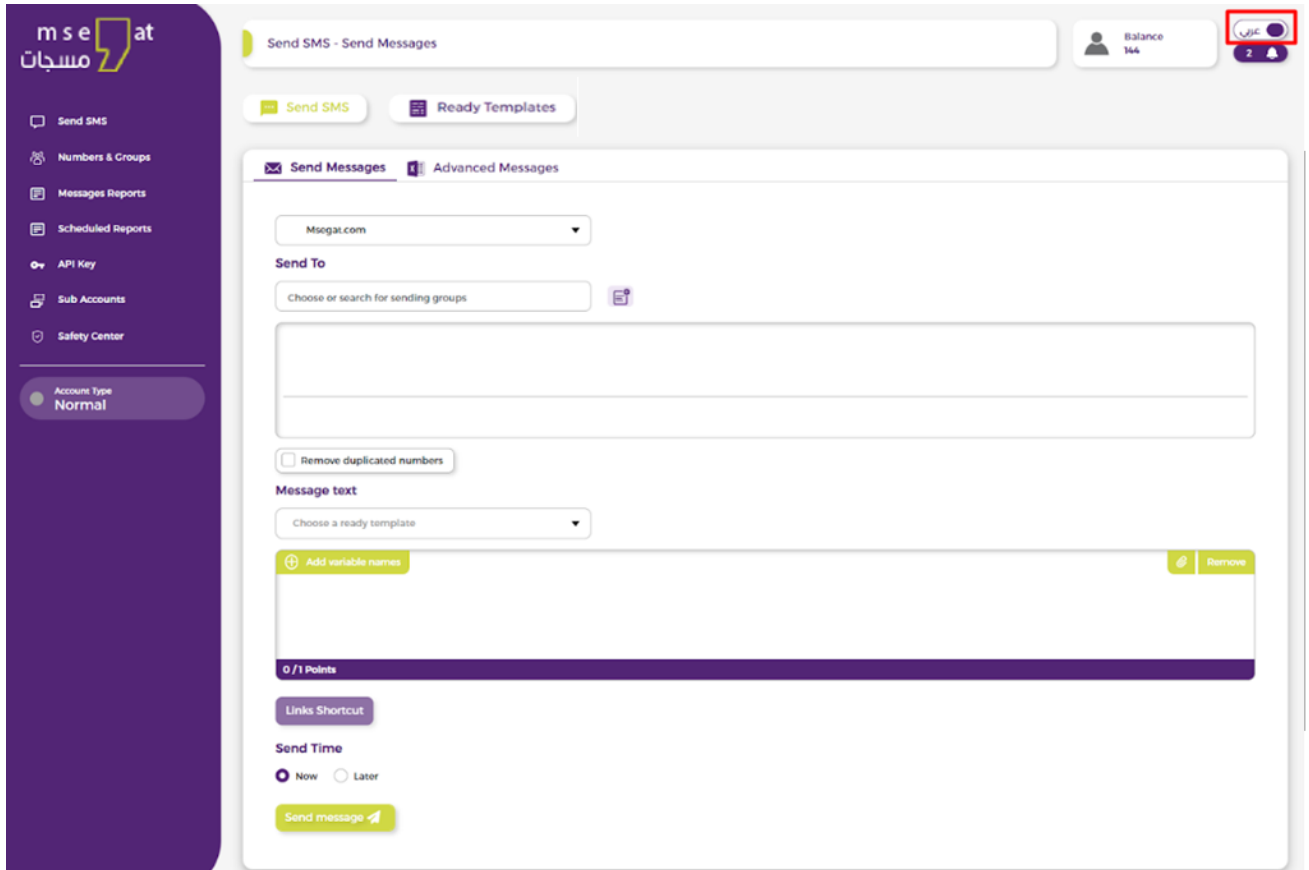 mse at
مسجات
Send SMS
Numbers & Groups
Messages Reports
Scheduled Reports
API Key
Sub Accounts
Safety Center
Account Type
Normal
Send SMS - Send Messages
Balance
144
عربي
2
Send SMS
Ready Templates
Send Messages
Advanced Messages
Msegat.com
Send To
Choose or search for sending groups
Remove duplicated numbers
Message text
Choose a ready template
Add variable names
Remove
0 / 1 Points
Links Shortcut
Send Time
Now
Later
Send message